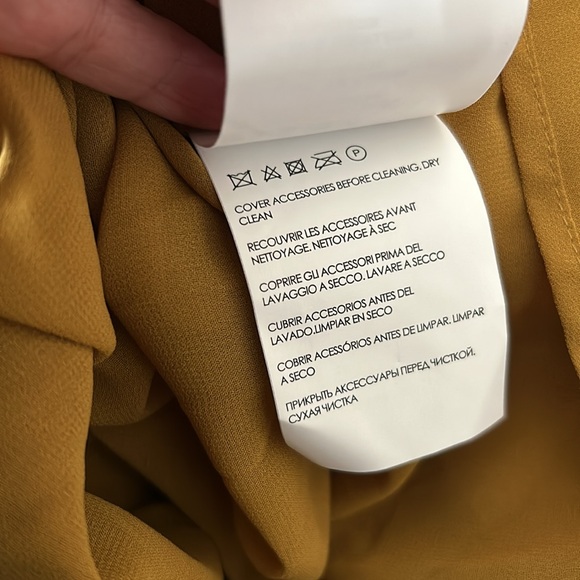 P
COVER ACCESSORIES BEFORE CLEANING, DRY
CLEAN
RECOUVRIR LES ACCESSOIRES AVANT
NETTOYAGE. NETTOYAGE À SEC
COPRIRE GLI ACCESSORI PRIMA DEL
LAVAGGIO A SECCO. LAVARE A SECCO
CUBRIR ACCESORIOS ANTES DEL
LAVADO.LIMPIAR EN SECO
COBRIR ACESSÓRIOS ANTES DE LIMPAR. LIMPAR
A SECO
ПРИКРЫТЬ АКСЕССУАРЫ ПЕРЕД ЧИСТКОЙ.
СУХАЯ ЧИСТКА